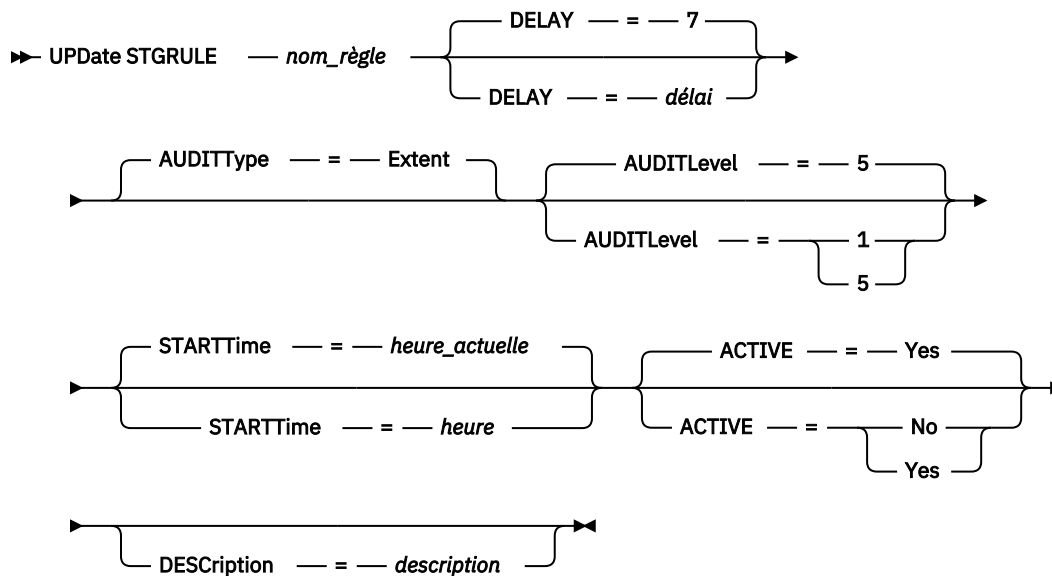 DELAY = 7
UPDate STGRULE nom_règle
DELAY = délai
AUDITType = Extent
AUDITLevel = 5
AUDITLevel = 1
5
STARTTime = heure_actuelle
ACTIVE = Yes
STARTTime = heure
ACTIVE = No
Yes
DESCription = description